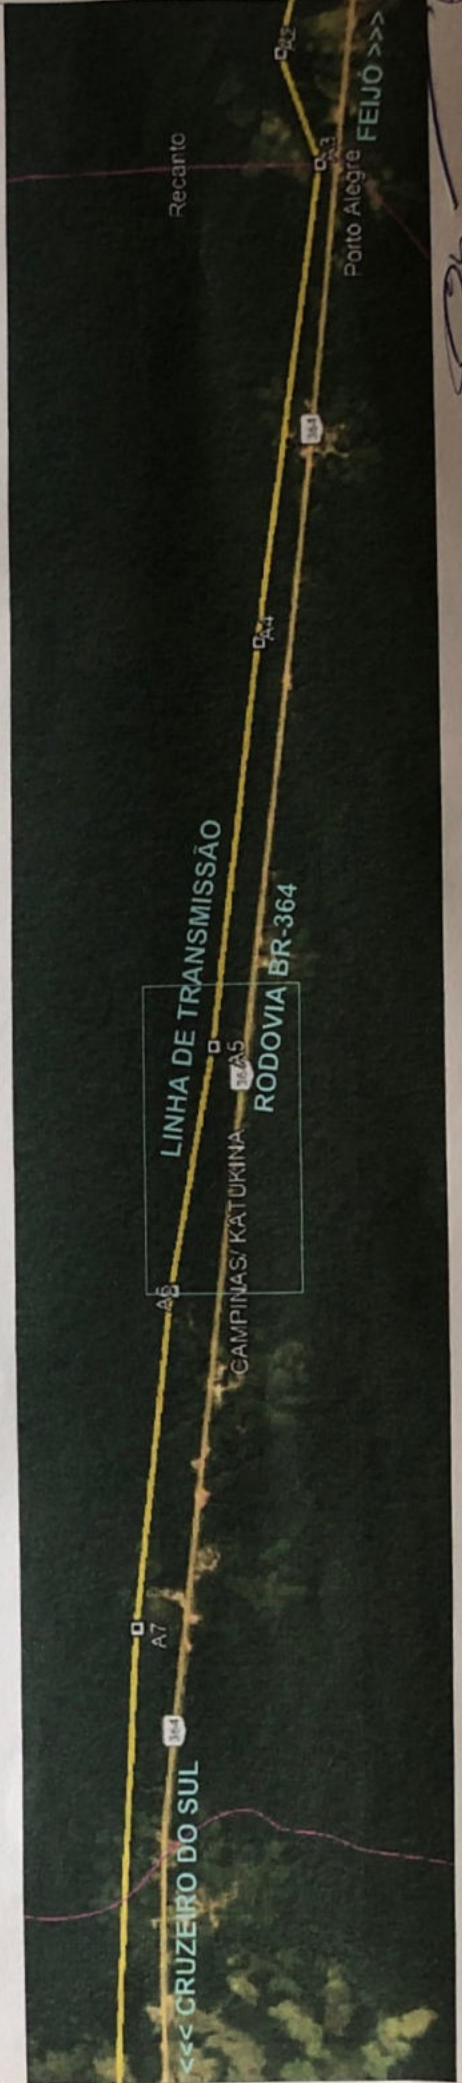 A2
FEIJÓ >>>
A3
Recanto
Porto Alegre
364
A4
LINHA DE TRANSMISSÃO
RODOVIA BR-364
A5
364
CAMPINAS/ KATUKINA
A6
A7
364
<<< CRUZEIRO DO SUL